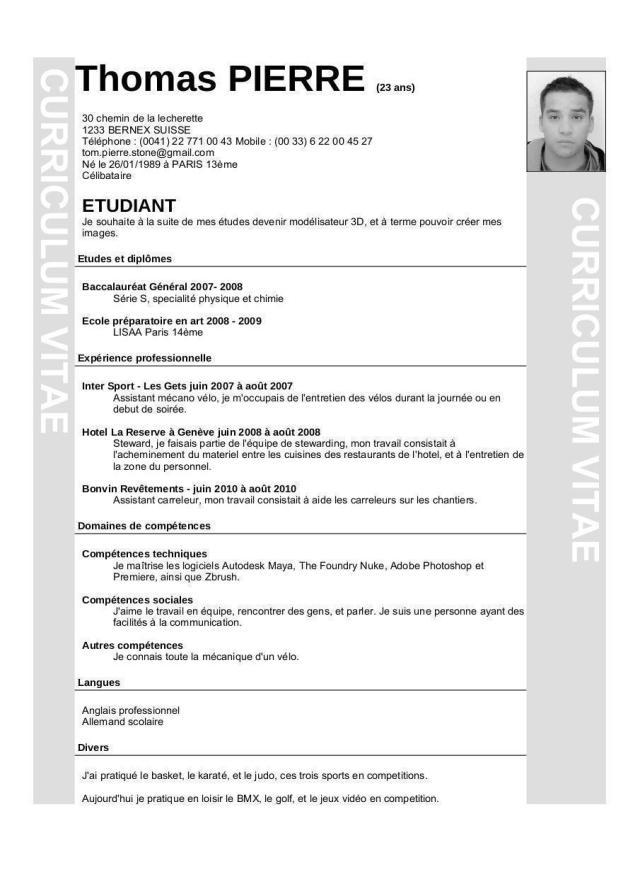 CURRICULUM VITAE
Thomas PIERRE (23 ans)
30 chemin de la lecherette
1233 BERNEX SUISSE
Téléphone : (0041) 22 771 00 43 Mobile : (00 33) 6 22 00 45 27
tom.pierre.stone@gmail.com
Né le 26/01/1989 à PARIS 13ème
Célibataire
ETUDIANT
Je souhaite à la suite de mes études devenir modélisateur 3D, et à terme pouvoir créer mes
images.
Etudes et diplômes
Baccalauréat Général 2007- 2008
Série S, specialité physique et chimie
Ecole préparatoire en art 2008 - 2009
LISAA Paris 14ème
Expérience professionnelle
Inter Sport - Les Gets juin 2007 à août 2007
Assistant mécano vélo, je m'occupais de l'entretien des vélos durant la journée ou en
debut de soirée.
Hotel La Reserve à Genève juin 2008 à août 2008
Steward, je faisais partie de l'équipe de stewarding, mon travail consistait à
l'acheminement du materiel entre les cuisines des restaurants de l'hotel, et à l'entretien de
la zone du personnel.
Bonvin Revêtements - juin 2010 à août 2010
Assistant carreleur, mon travail consistait à aide les carreleurs sur les chantiers.
Domaines de compétences
Compétences techniques
Je maîtrise les logiciels Autodesk Maya, The Foundry Nuke, Adobe Photoshop et
Premiere, ainsi que Zbrush.
Compétences sociales
J'aime le travail en équipe, rencontrer des gens, et parler. Je suis une personne ayant des
facilités à la communication.
Autres compétences
Je connais toute la mécanique d'un vélo.
Langues
Anglais professionnel
Allemand scolaire
Divers
J'ai pratiqué le basket, le karaté, et le judo, ces trois sports en competitions.
Aujourd'hui je pratique en loisir le BMX, le golf, et le jeux vidéo en competition.
CURRICULUM VITAE